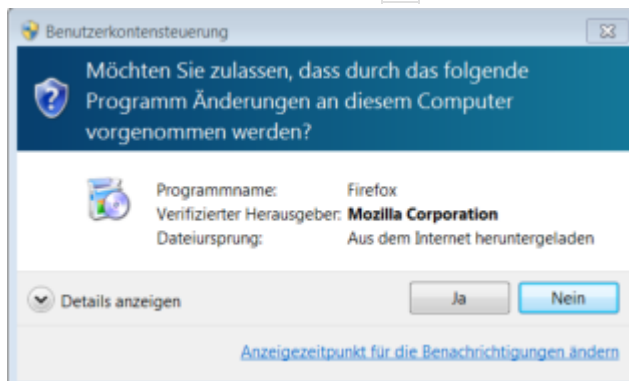 Benutzerkontensteuerung
Möchten Sie zulassen, dass durch das folgende
Programm Änderungen an diesem Computer
vorgenommen werden?
Programmname: Firefox
Verifizierter Herausgeber: Mozilla Corporation
Dateiursprung: Aus dem Internet heruntergeladen
Details anzeigen Ja Nein
Anzeigezeitpunkt für die Benachrichtigungen ändern